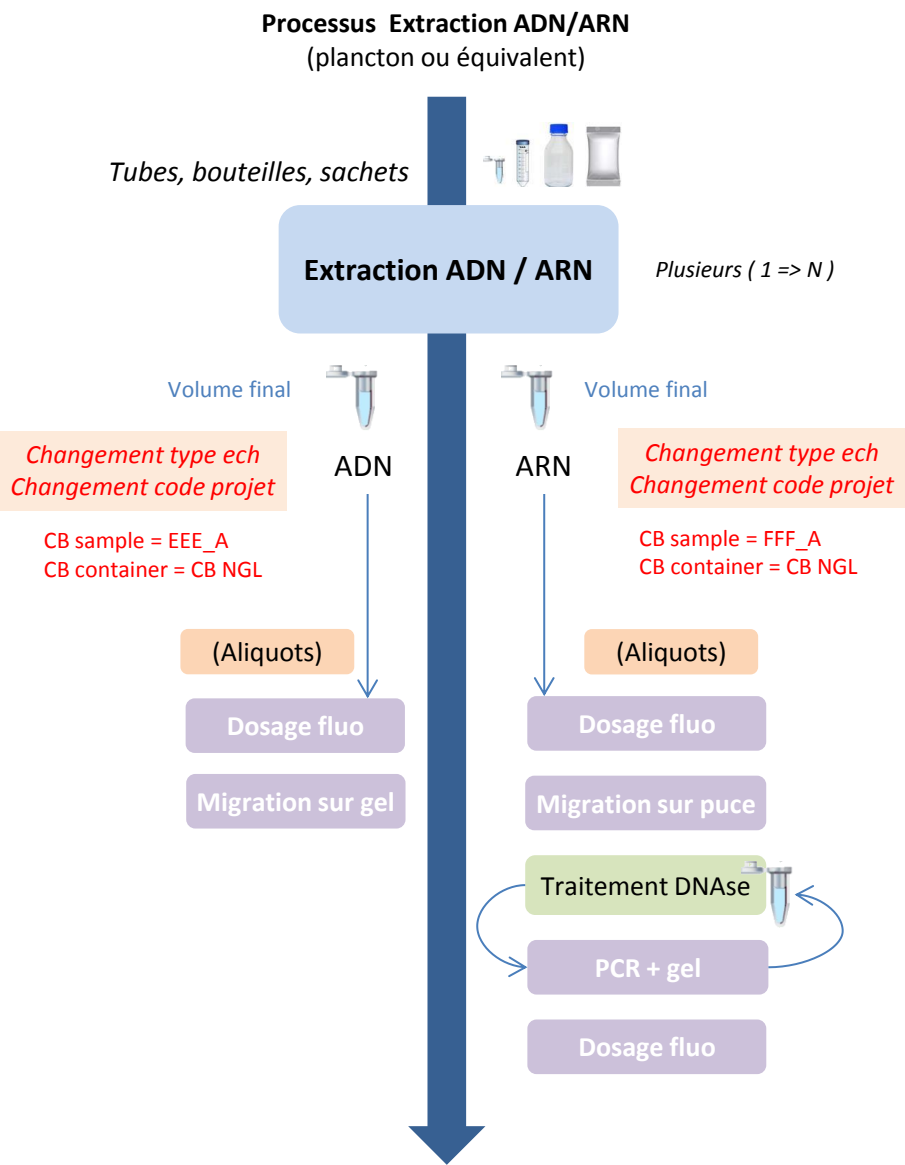 Processus Extraction ADN/ARN
(plancton ou équivalent)
Tubes, bouteilles, sachets
Extraction ADN / ARN
Plusieurs ( 1 => N )
Volume final
Volume final
ADN
ARN
Changement type ech
Changement code projet
Changement type ech
Changement code projet
CB sample = EEE_A
CB container = CB NGL
CB sample = FFF_A
CB container = CB NGL
(Aliquots)
(Aliquots)
Dosage fluo
Dosage fluo
Migration sur gel
Migration sur puce
Traitement DNAse
PCR + gel
Dosage fluo